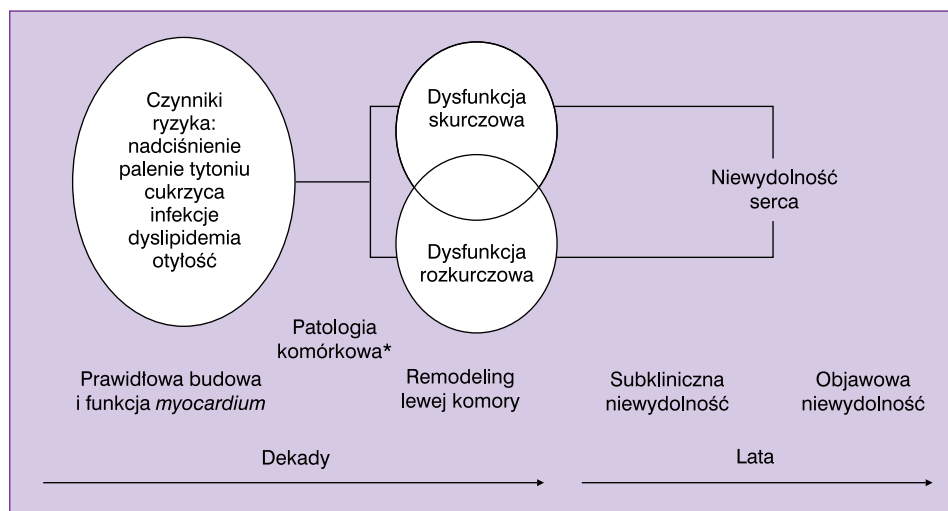 Czynniki
ryzyka:
nadciśnienie
palenie tytoniu
cukrzyca
infekcje
dyslipidemia
otyłość
Dysfunkcja
skurczowa
Dysfunkcja
rozkurczowa
Niewydolność
serca
Patologia
komórkowa*
Prawidłowa budowa
i funkcja myocardium
Remodeling
lewej komory
Subkliniczna
niewydolność
Objawowa
niewydolność
Dekady
Lata